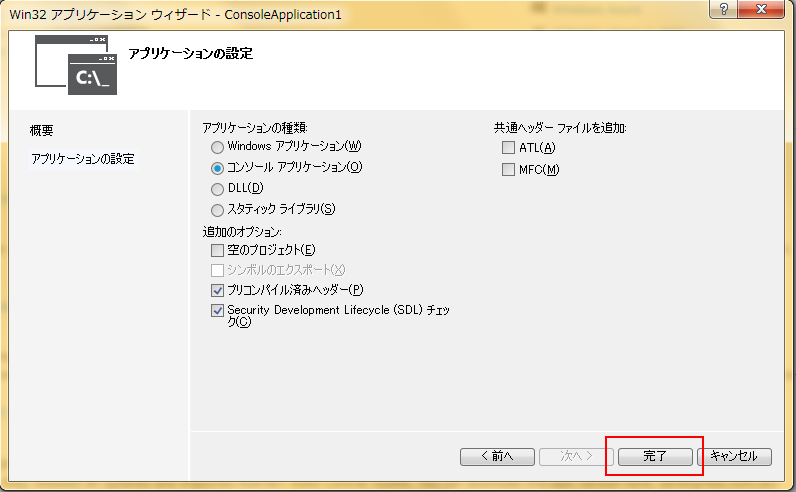 Win32 アプリケーション ウィザード - ConsoleApplication1
?
X
C:\_
アプリケーションの設定
概要
アプリケーションの設定
アプリケーションの種類:
Windows アプリケーション(W)
コンソール アプリケーション(O)
DLL(D)
スタティック ライブラリ(S)
追加のオプション:
空のプロジェクト(E)
シンボルのエクスポート(X)
プリコンパイル済みヘッダー(P)
Security Development Lifecycle (SDL) チェッ
ク(C)
共通ヘッダー ファイルを追加:
ATL(A)
MFC(M)
< 前へ
次へ >
完了
キャンセル